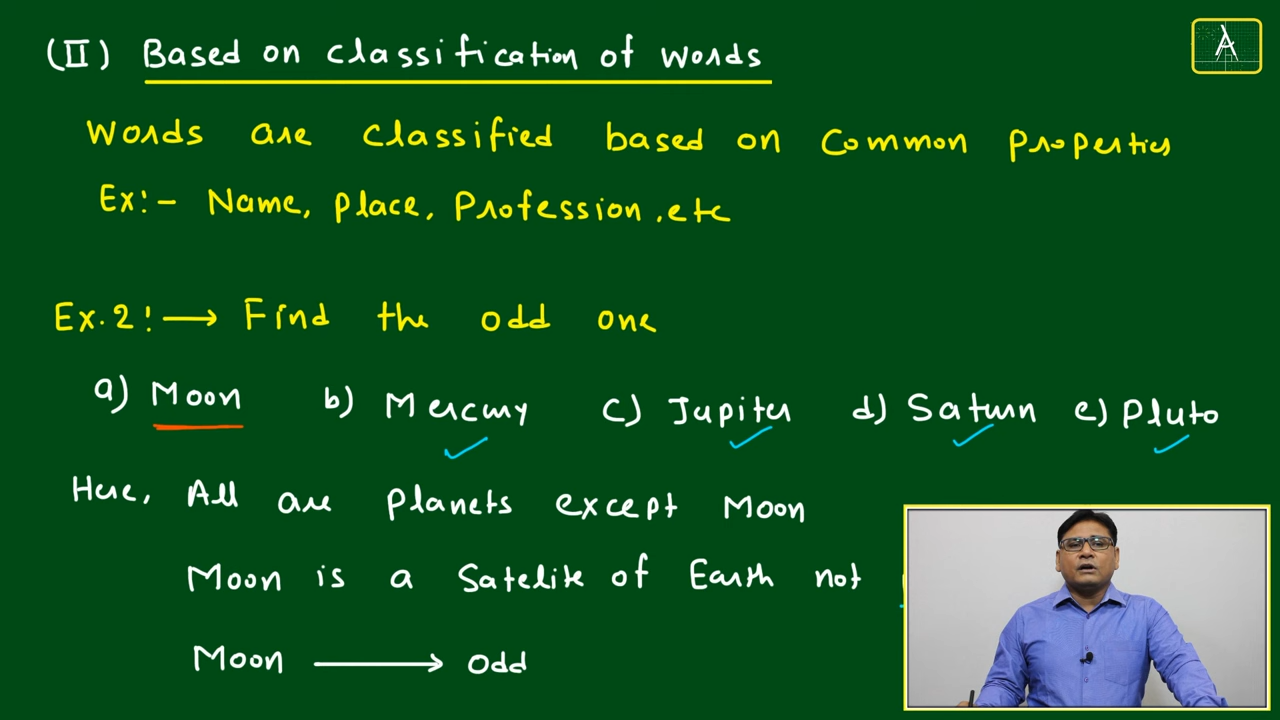 (II) Based on classification of words
Words are classified based on Common Properties
Ex:- Name, Place, Profession, etc
Ex.2:⟶ Find the odd one
a) Moon b) Mercury c) Jupiter d) Saturn e) Pluto
Here, All are Planets except Moon
Moon is a Satelite of Earth not
Moon ⟶ Odd